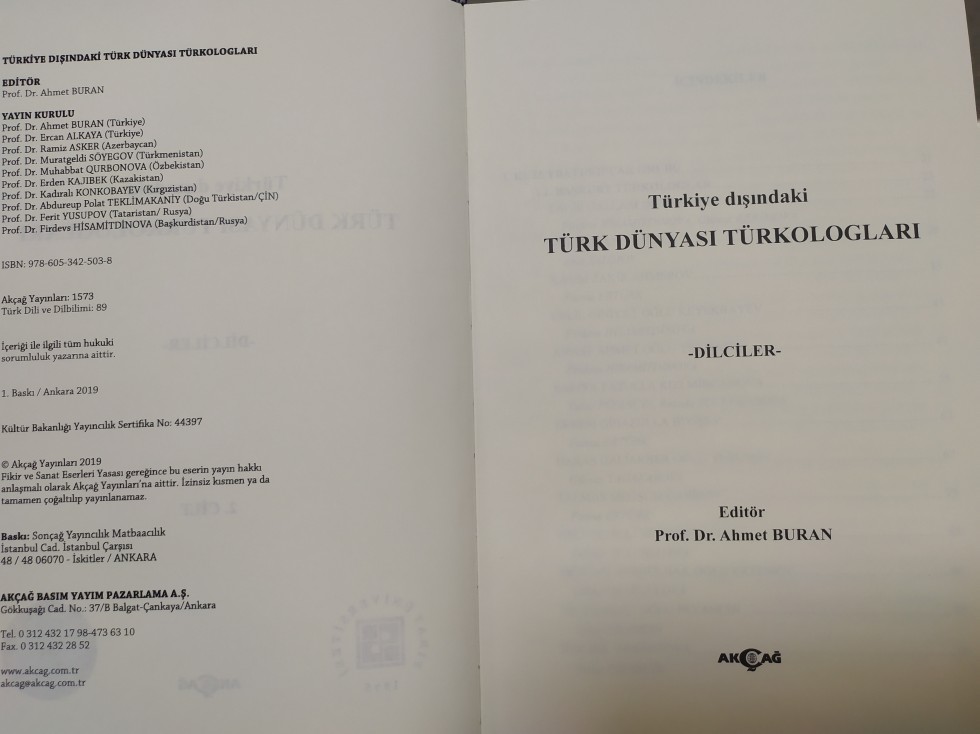 TÜRKİYE DIŞINDAKİ TÜRK DÜNYASI TÜRKOLOGLARI
EDİTÖR
Prof. Dr. Ahmet BURAN
YAYIN KURULU
Prof. Dr. Ahmet BURAN (Türkiye)
Prof. Dr. Ercan ALKAYA (Türkiye)
Prof. Dr. Ramiz ASKER (Azerbaycan)
Prof. Dr. Muratgeldi SÖYEGOV (Türkmenistan)
Prof. Dr. Muhabbat QURBONOVA (Özbekistan)
Prof. Dr. Erden KAJIBEK (Kazakistan)
Prof. Dr. Kadıralı KONKOBAYEV (Kırgızistan)
Prof. Dr. Abdureup Polat TEKLİMAKANİY (Doğu Türkistan/ÇİN)
Prof. Dr. Ferit YUSUPOV (Tataristan/ Rusya)
Prof. Dr. Firdevs HİSAMİTDİNOVA (Başkurdistan/Rusya)
ISBN: 978-605-342-503-8
Akçağ Yayınları: 1573
Türk Dili ve Dilbilimi: 89
İçeriği ile ilgili tüm hukuki
sorumluluk yazarına aittir.
1. Baskı / Ankara 2019
Kültür Bakanlığı Yayıncılık Sertifika No: 44397
© Akçağ Yayınları 2019
Fikir ve Sanat Eserleri Yasası gereğince bu eserin yayın hakkı
anlaşmalı olarak Akçağ Yayınları'na aittir. İzinsiz kısmen ya da
tamamen çoğaltılıp yayınlanamaz.
Baskı: Sonçağ Yayıncılık Matbaacılık
İstanbul Cad. İstanbul Çarşısı
48 / 48 06070 - İskitler / ANKARA
AKÇAĞ BASIM YAYIM PAZARLAMA A.Ş.
Gökkuşağı Cad. No.: 37/B Balgat-Çankaya/Ankara
Tel. 0 312 432 17 98-473 63 10
Fax. 0 312 432 28 52
www.akcag.com.tr
akcag@akcag.com.tr
Türkiye dışındaki
TÜRK DÜNYASI TÜRKOLOGLARI
-DİLCİLER-
Editör
Prof. Dr. Ahmet BURAN
AKÇAĞ